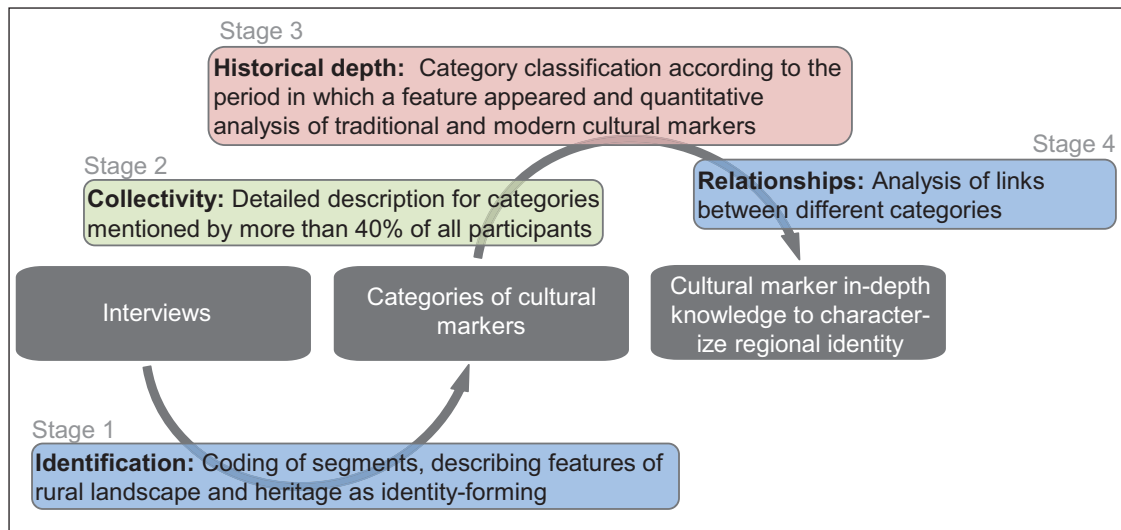 Stage 3
Historical depth: Category classification according to the
period in which a feature appeared and quantitative
analysis of traditional and modern cultural markers
Stage 4
Relationships: Analysis of links
between different categories
Stage 2
Collectivity: Detailed description for categories
mentioned by more than 40% of all participants
Interviews
Categories of cultural
markers
Cultural marker in-depth
knowledge to character-
ize regional identity
Stage 1
Identification: Coding of segments, describing features of
rural landscape and heritage as identity-forming